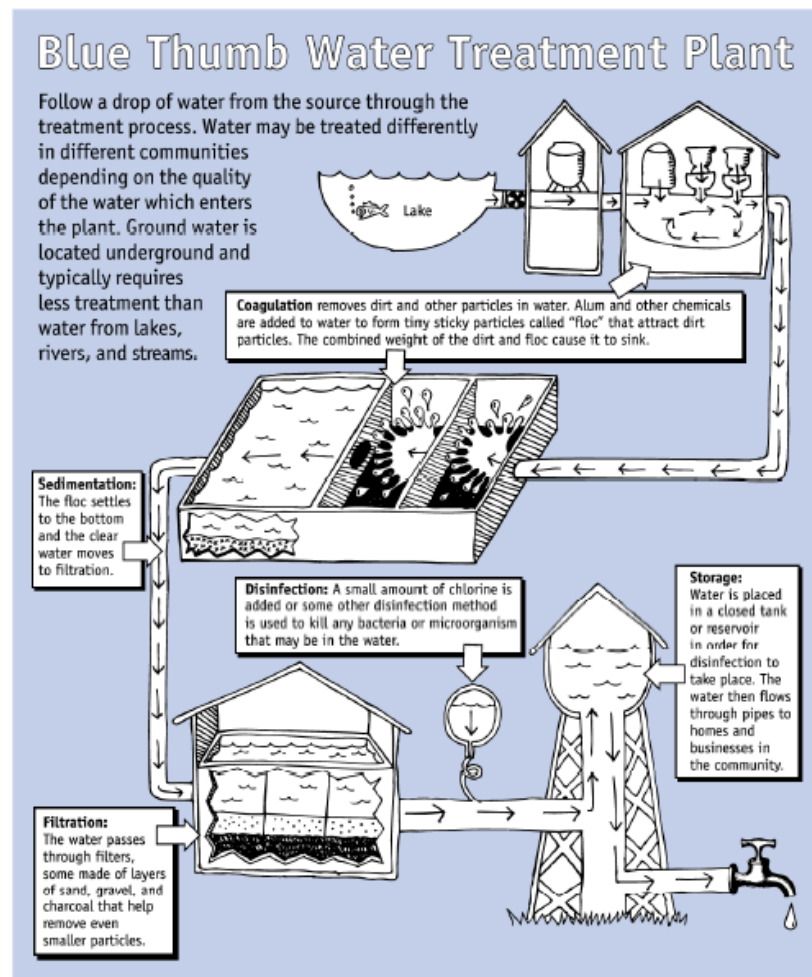 Blue Thumb Water Treatment Plant
Follow a drop of water from the source through the
treatment process. Water may be treated differently
in different communities
depending on the quality
of the water which enters
the plant. Ground water is
located underground and
typically requires
less treatment than
water from lakes,
rivers, and streams.
Lake
Coagulation removes dirt and other particles in water. Alum and other chemicals
are added to water to form tiny sticky particles called “floc” that attract dirt
particles. The combined weight of the dirt and floc cause it to sink.
Sedimentation:
The floc settles
to the bottom
and the clear
water moves
to filtration.
Disinfection: A small amount of chlorine is
added or some other disinfection method
is used to kill any bacteria or microorganism
that may be in the water.
Storage:
Water is placed
in a closed tank
or reservoir
in order for
disinfection to
take place. The
water then flows
through pipes to
homes and
businesses in
the community.
Filtration:
The water passes
through filters,
some made of layers
of sand, gravel, and
charcoal that help
remove even
smaller particles.